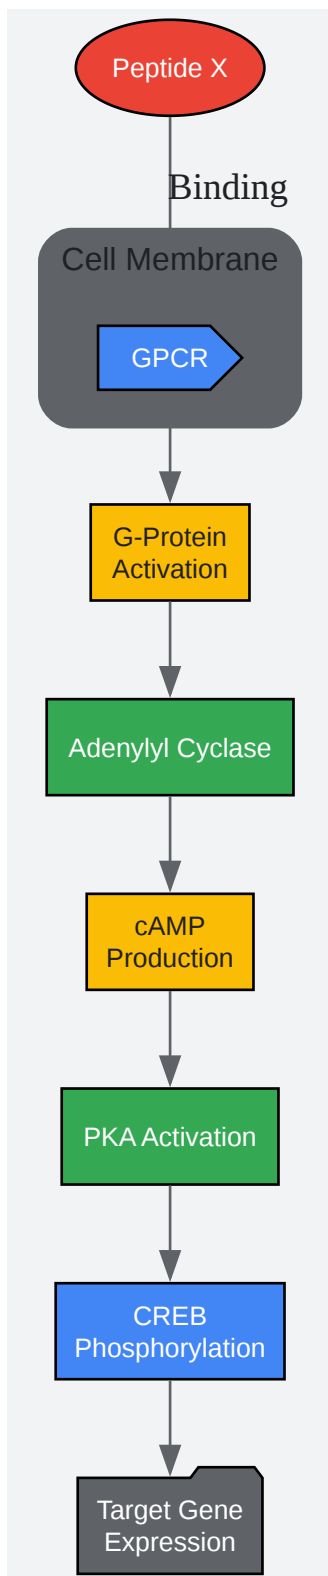 Peptide X
Binding
Cell Membrane
GPCR
G-Protein
Activation
Adenylyl Cyclase
cAMP
Production
PKA Activation
CREB
Phosphorylation
Target Gene
Expression